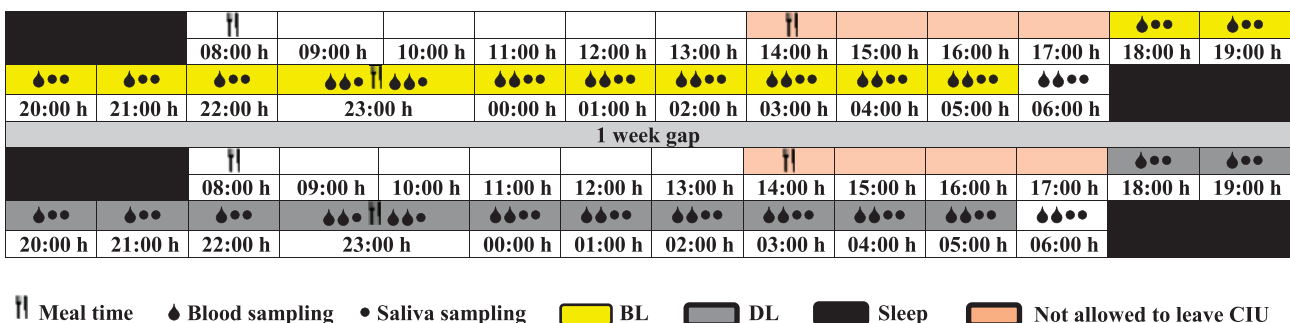 08:00 h 09:00 h 10:00 h 11:00 h 12:00 h 13:00 h 14:00 h 15:00 h 16:00 h 17:00 h 18:00 h 19:00 h
20:00 h 21:00 h 22:00 h 23:00 h 00:00 h 01:00 h 02:00 h 03:00 h 04:00 h 05:00 h 06:00 h
1 week gap
08:00 h 09:00 h 10:00 h 11:00 h 12:00 h 13:00 h 14:00 h 15:00 h 16:00 h 17:00 h 18:00 h 19:00 h
20:00 h 21:00 h 22:00 h 23:00 h 00:00 h 01:00 h 02:00 h 03:00 h 04:00 h 05:00 h 06:00 h
Meal time Blood sampling Saliva sampling BL DL Sleep Not allowed to leave CIU